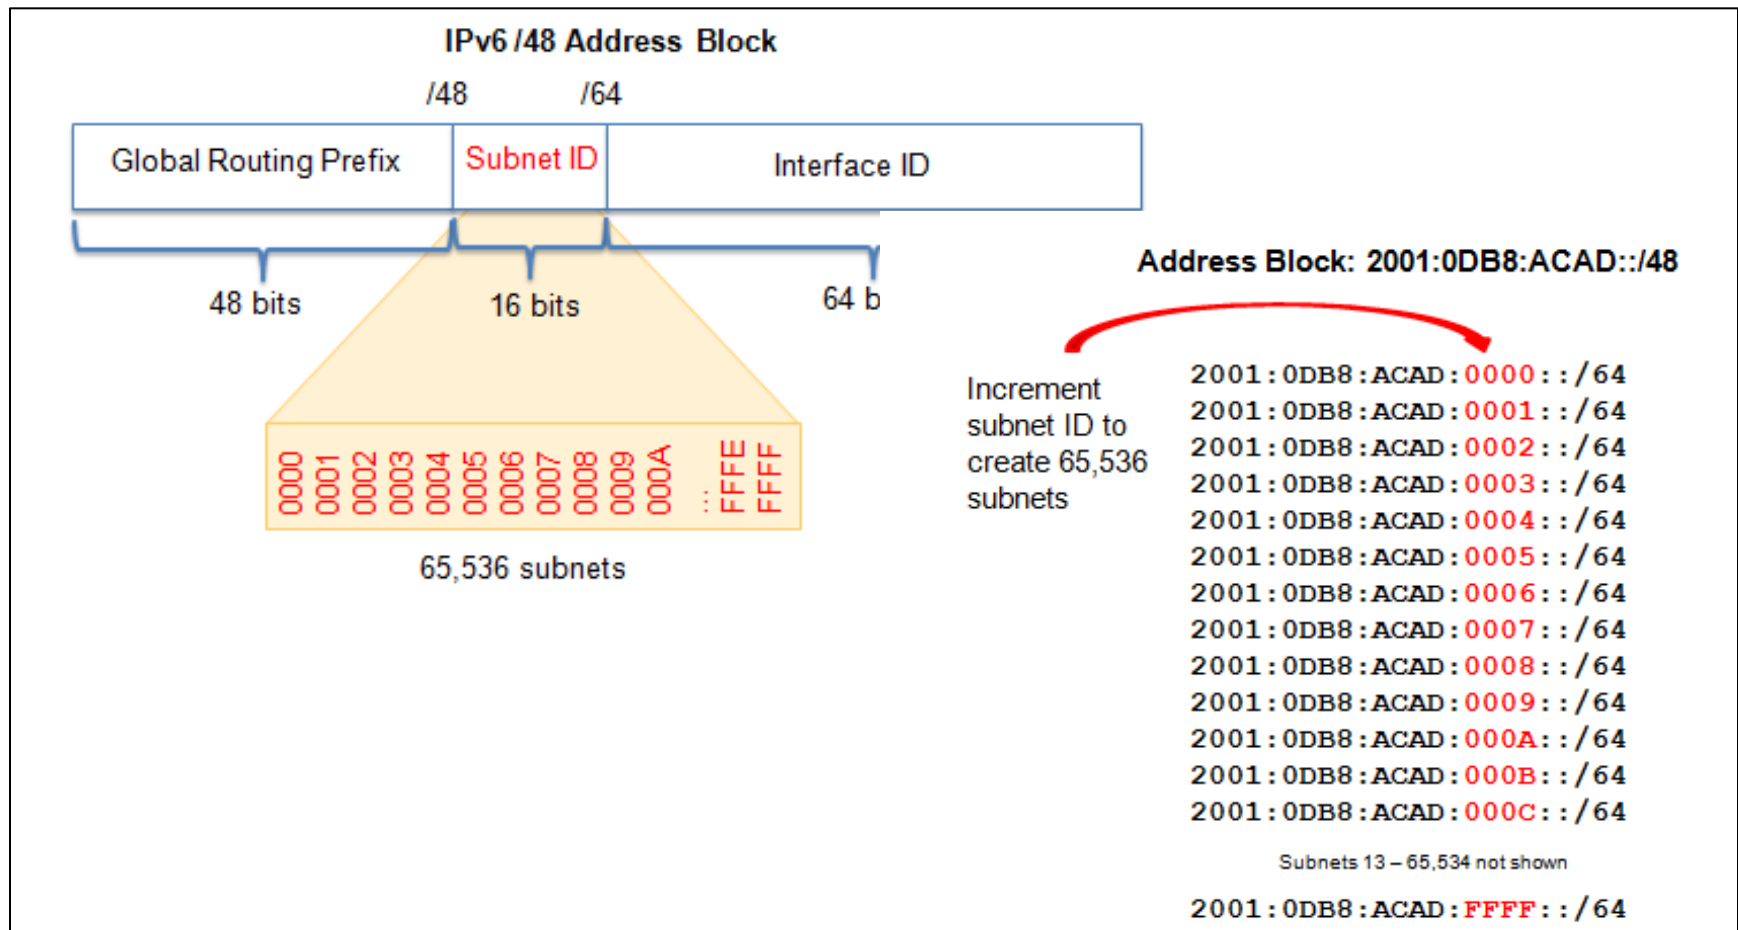 IPv6 /48 Address Block
/48 /64
Global Routing Prefix Subnet ID Interface ID
48 bits 16 bits 64 b
0000
0001
0002
0003
0004
0005
0006
0007
0008
0009
000A
...
FFFE
FFFF
65,536 subnets
Address Block: 2001:0DB8:ACAD::/48
Increment
subnet ID to
create 65,536
subnets
2001:0DB8:ACAD:0000::/64
2001:0DB8:ACAD:0001::/64
2001:0DB8:ACAD:0002::/64
2001:0DB8:ACAD:0003::/64
2001:0DB8:ACAD:0004::/64
2001:0DB8:ACAD:0005::/64
2001:0DB8:ACAD:0006::/64
2001:0DB8:ACAD:0007::/64
2001:0DB8:ACAD:0008::/64
2001:0DB8:ACAD:0009::/64
2001:0DB8:ACAD:000A::/64
2001:0DB8:ACAD:000B::/64
2001:0DB8:ACAD:000C::/64
Subnets 13 – 65,534 not shown
2001:0DB8:ACAD:FFFF::/64